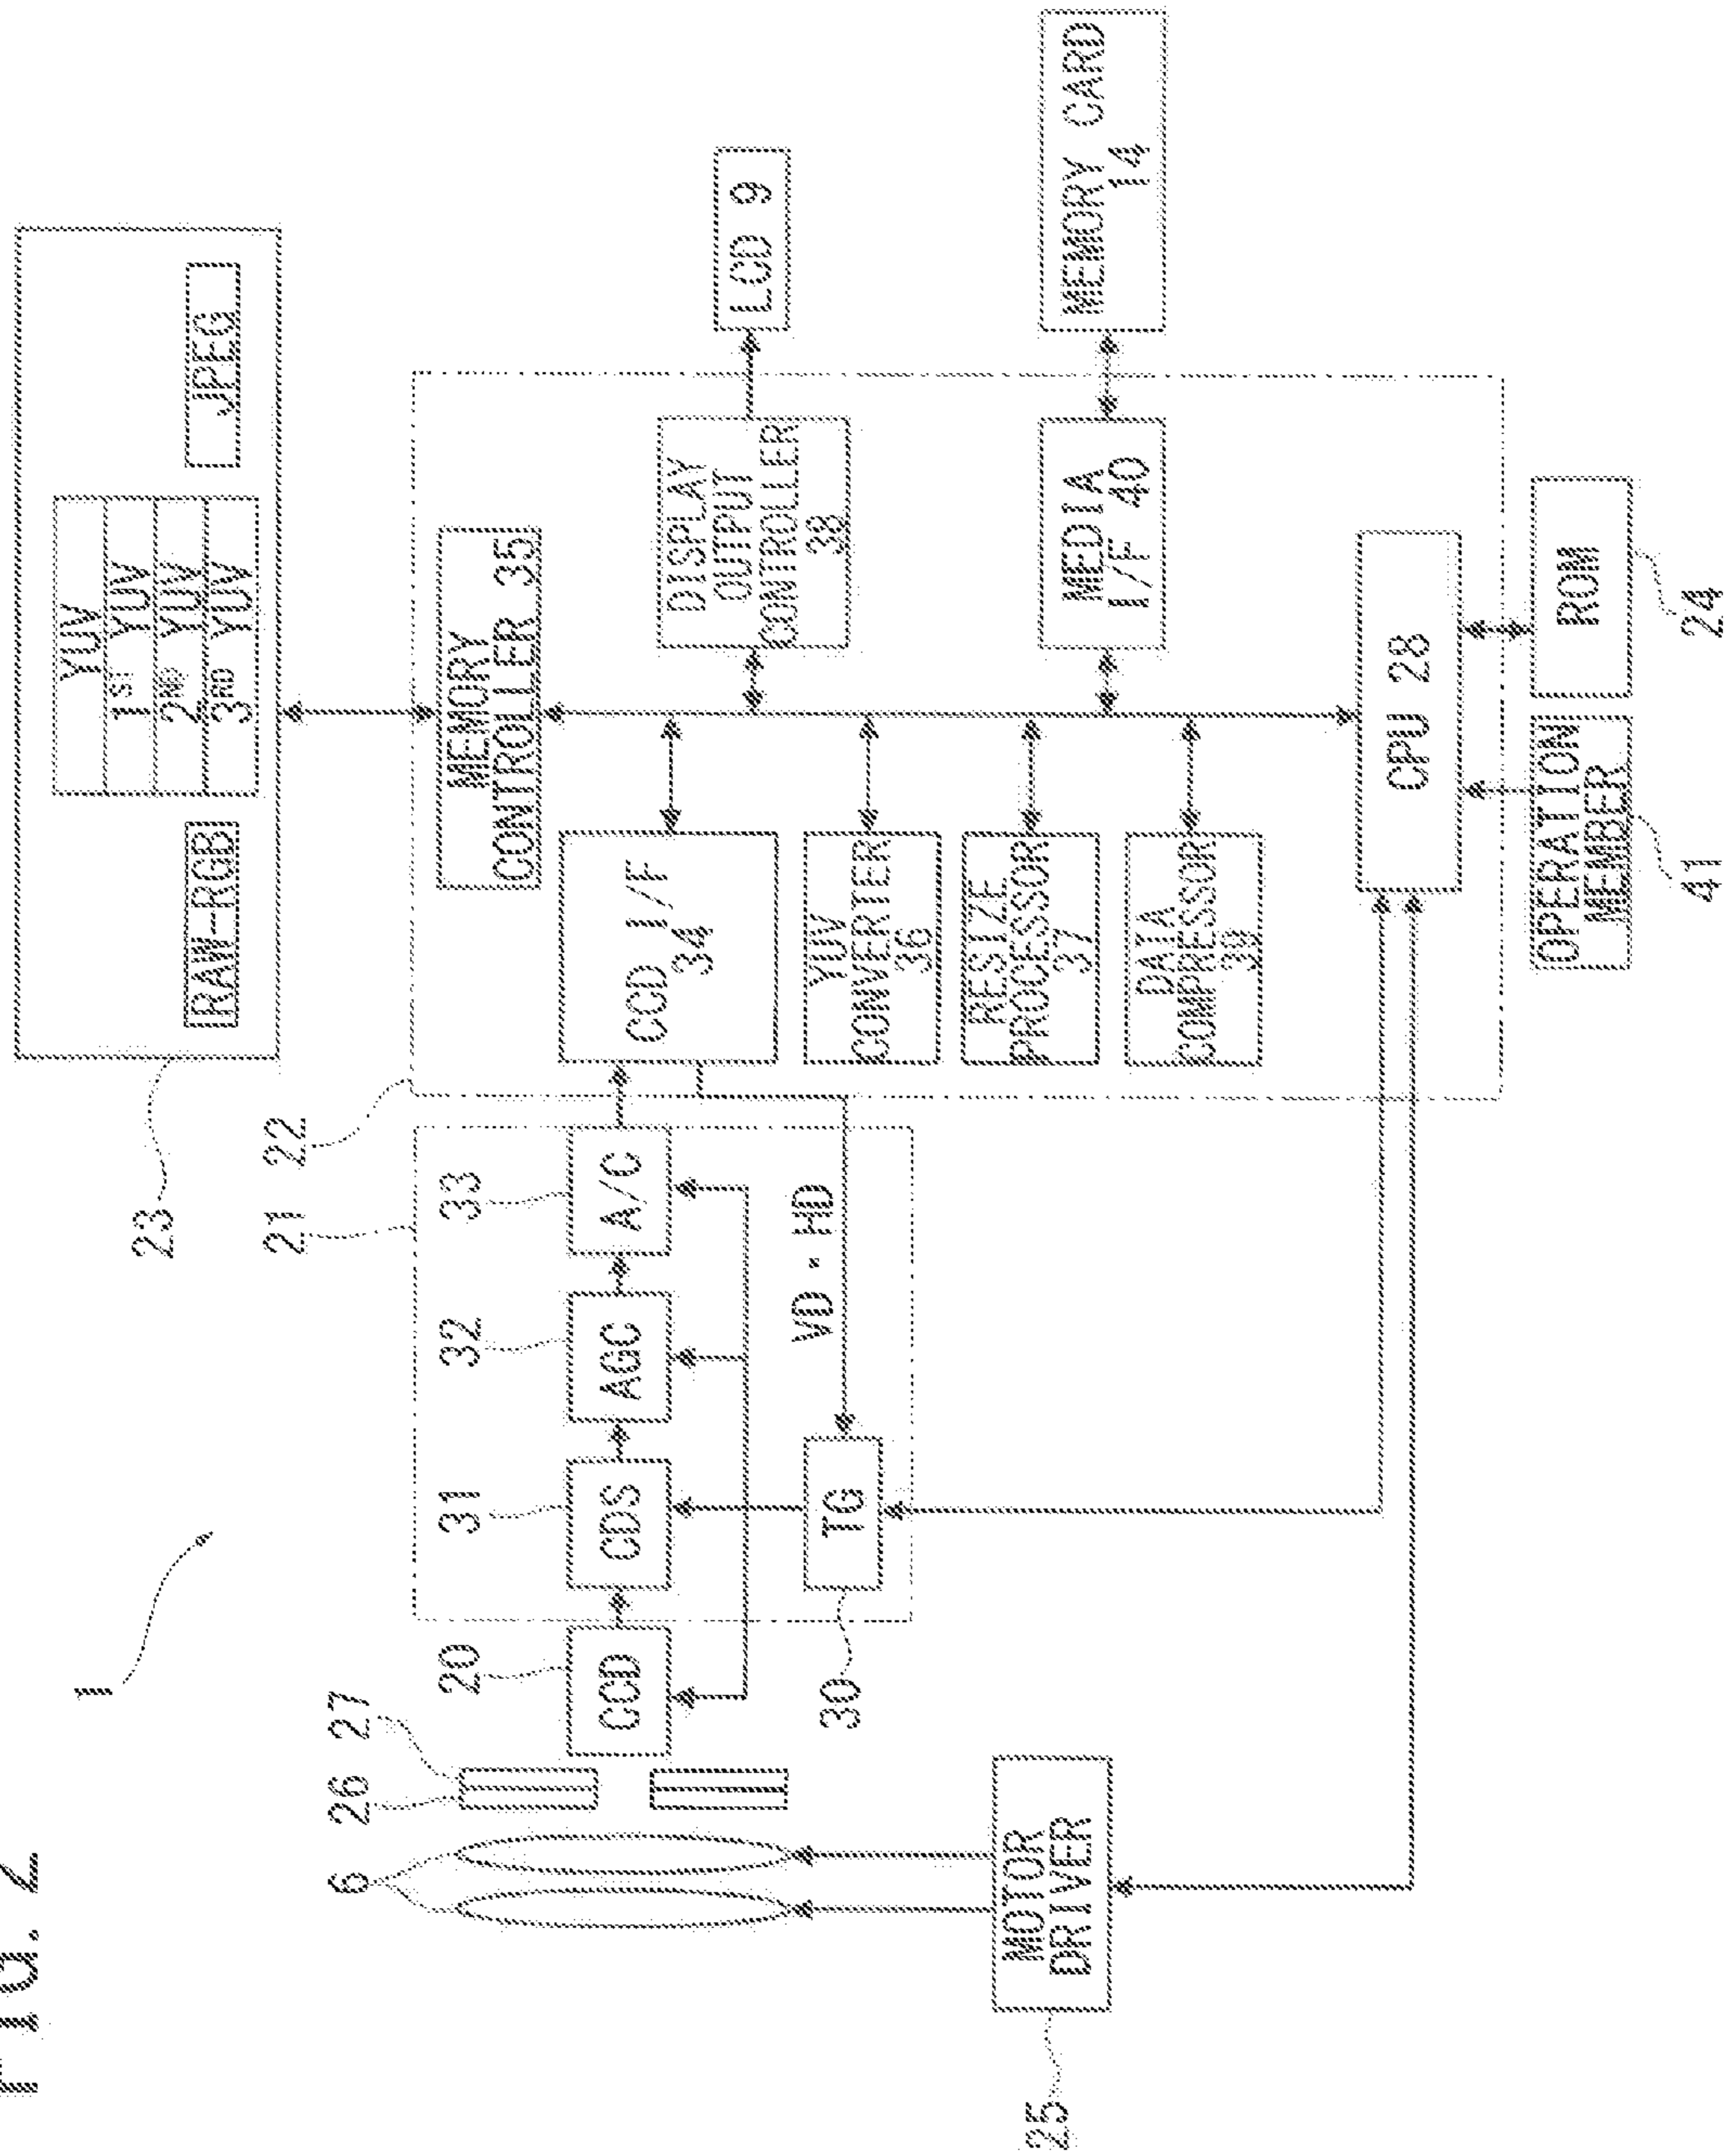 FIG. 2
1
23
RAW-RGB
YUV
1ST YUV
2ND YUV
3RD YUV
JPEG
21
22
6
26
27
20
31
32
33
CCD
CDS
AGC
A/C
30
TG
VD・HD
MEMORY
CONTROLLER 35
CCD I/F
34
YUV
CONVERTER
36
RESIZE
PROCESSOR
37
DATA
COMPRESSOR
39
DISPLAY
OUTPUT
CONTROLLER
38
LCD 9
MEDIA
I/F 40
MEMORY CARD
14
25
MOTOR
DRIVER
CPU 28
OPERATION
MEMBER
41
ROM
24